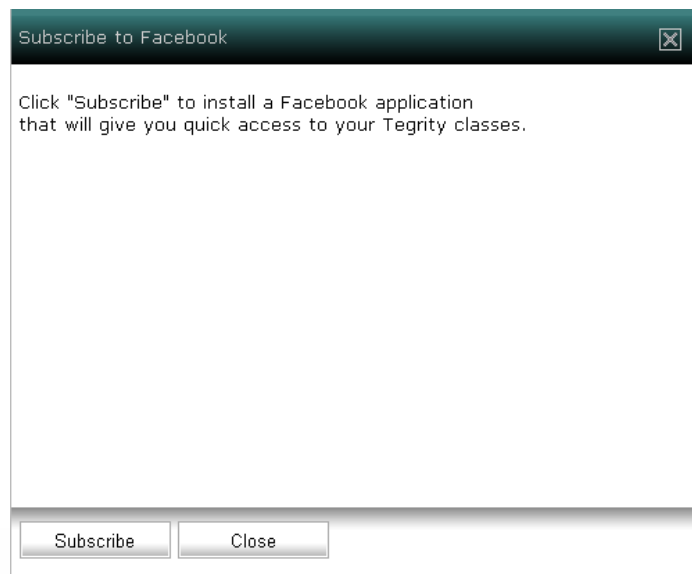 Subscribe to Facebook
Click "Subscribe" to install a Facebook application
that will give you quick access to your Tegrity classes.
Subscribe
Close